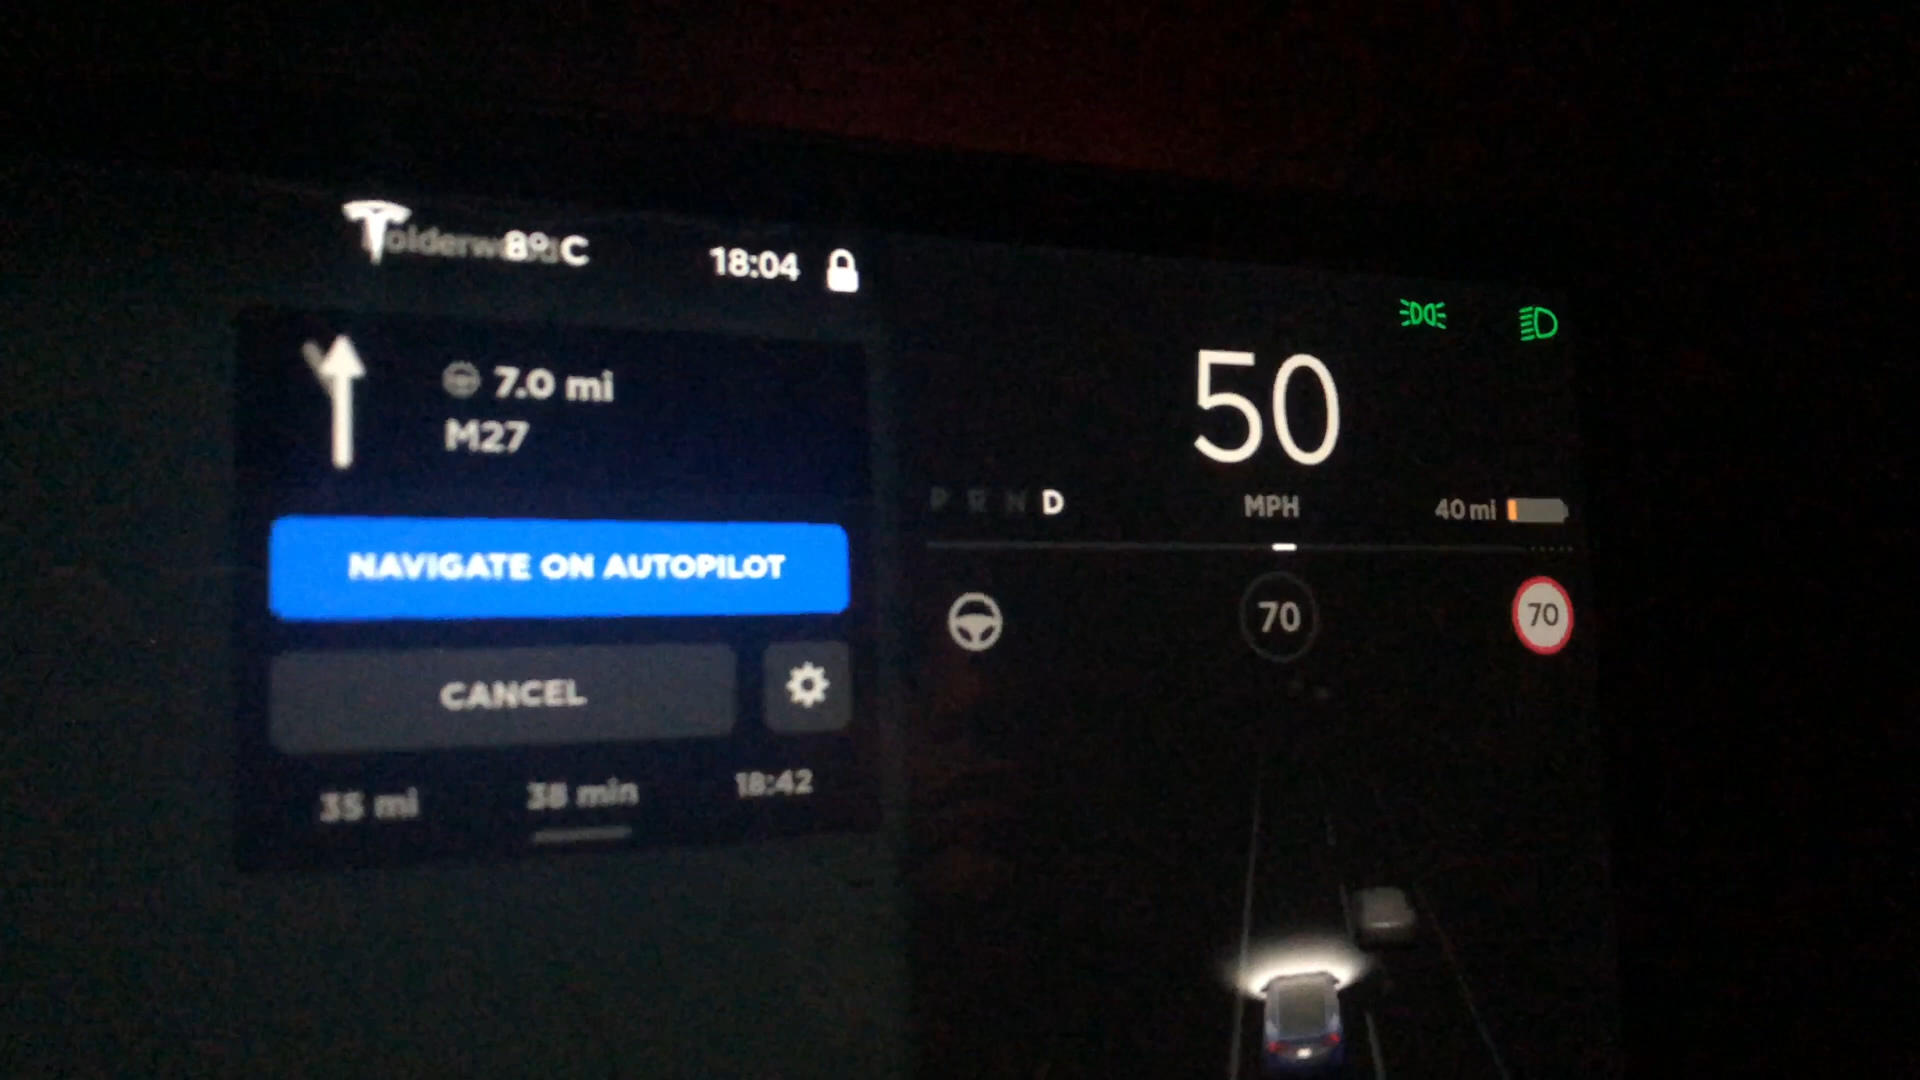 8°C
18:04
7.0 mi
M27
NAVIGATE ON AUTOPILOT
CANCEL
35 mi 38 min 18:42
50
P R N D MPH 40 mi
70 70